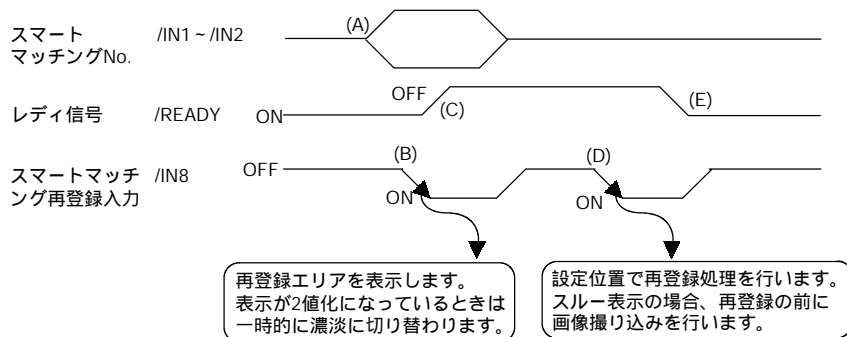 スマート
マッチングNo.
/IN1~/IN2
(A)
レディ信号
/READY
ON
OFF
(C)
(E)
スマートマッチ
ング再登録入力
/IN8
OFF
(B)
ON
(D)
ON
再登録エリアを表示します。
表示が2値化になっているときは
一時的に濃淡に切り替わります。
設定位置で再登録処理を行います。
スルー表示の場合、再登録の前に
画像撮り込みを行います。